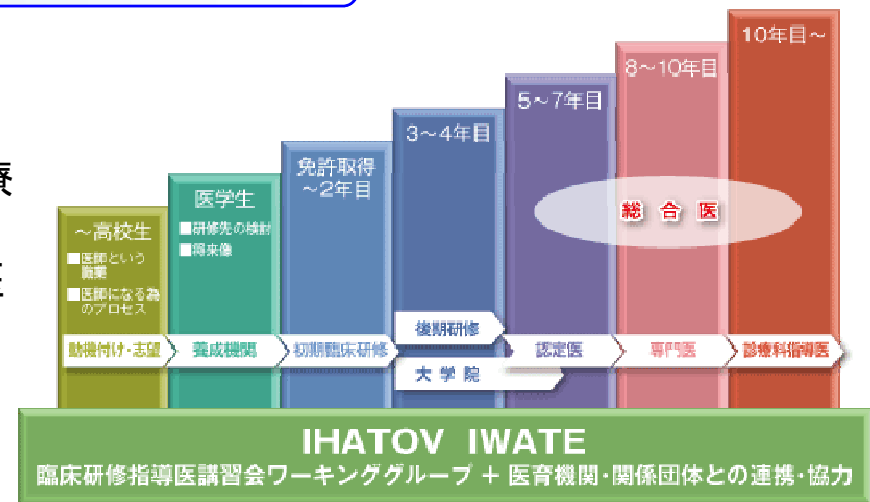 療
~高校生
■医師という
職業
■医師になる為
のプロセス
医学生
■研修先の検討
■将来像
免許取得
~2年目
3~4年目
5~7年目
8~10年目
10年目~
総合医
動機付け・志望
養成機関
初期臨床研修
後期研修
大学院
認定医
専門医
診療科指導医
IHATOV IWATE
臨床研修指導医講習会ワーキンググループ + 医育機関・関係団体との連携・協力